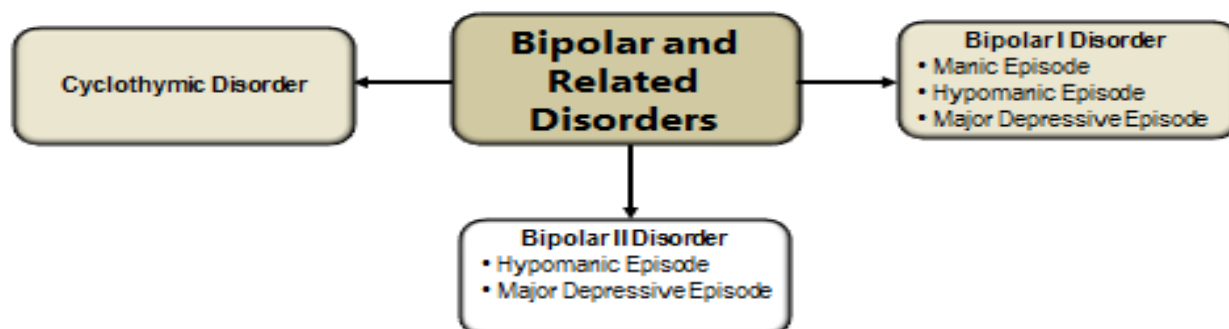 Cyclothymic Disorder
Bipolar and
Related
Disorders
Bipolar I Disorder
• Manic Episode
• Hypomanic Episode
• Major Depressive Episode
Bipolar II Disorder
• Hypomanic Episode
• Major Depressive Episode